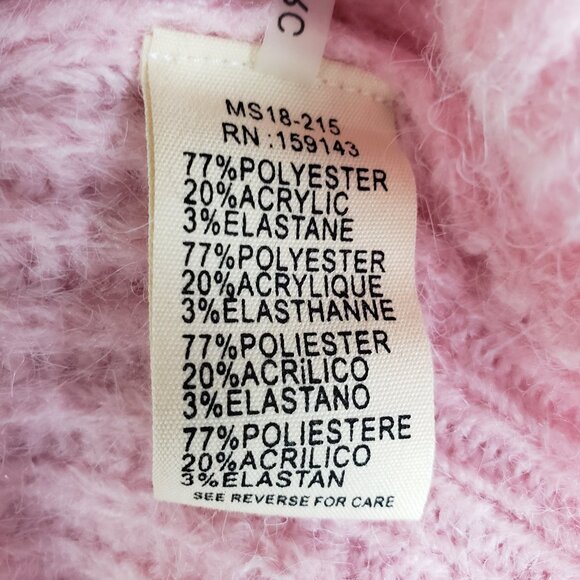 6C
MS18-215
RN:159143
77%POLYESTER
20%ACRYLIC
3%ELASTANE
77%POLYESTER
20%ACRYLIQUE
3%ELASTHANNE
77%POLIESTER
20%ACRiLICO
3%ELASTANO
77%POLIESTERE
20%ACRILICO
3%ELASTAN
SEE REVERSE FOR CARE